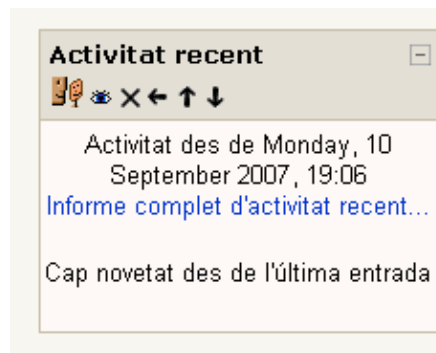 Activitat recent
Activitat des de Monday, 10
September 2007, 19:06
Informe complet d'activitat recent...
Cap novetat des de l'última entrada